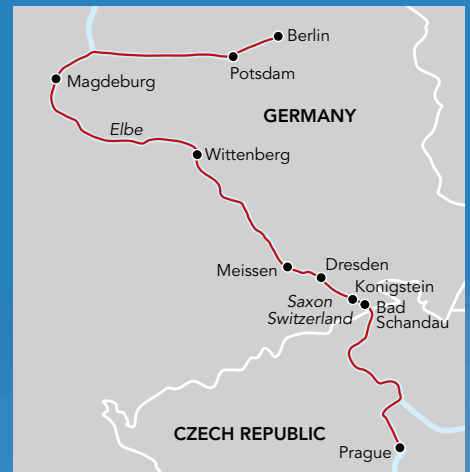 Berlin
Potsdam
Magdeburg
GERMANY
Elbe
Wittenberg
Meissen
Dresden
Konigstein
Saxon
Switzerland
Bad
Schandau
CZECH REPUBLIC
Prague